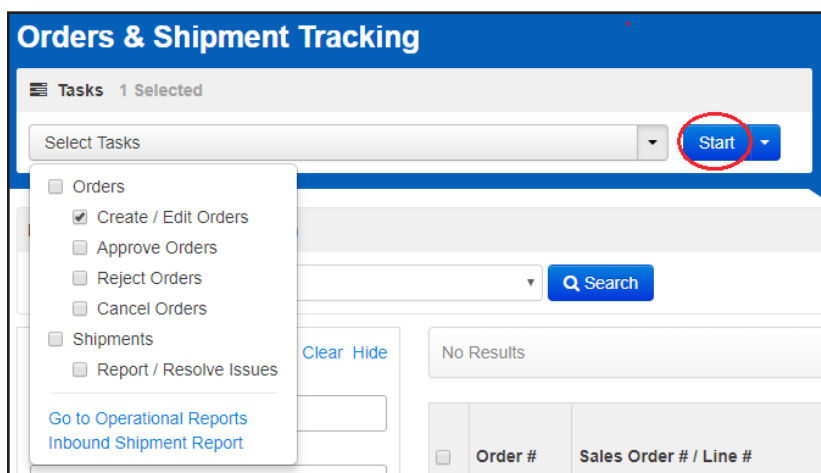 Orders & Shipment Tracking
Tasks 1 Selected
Select Tasks
Start
Orders
Create / Edit Orders
Approve Orders
Reject Orders
Cancel Orders
Shipments
Report / Resolve Issues
Go to Operational Reports
Inbound Shipment Report
Search
Clear Hide
No Results
Order # Sales Order # / Line #